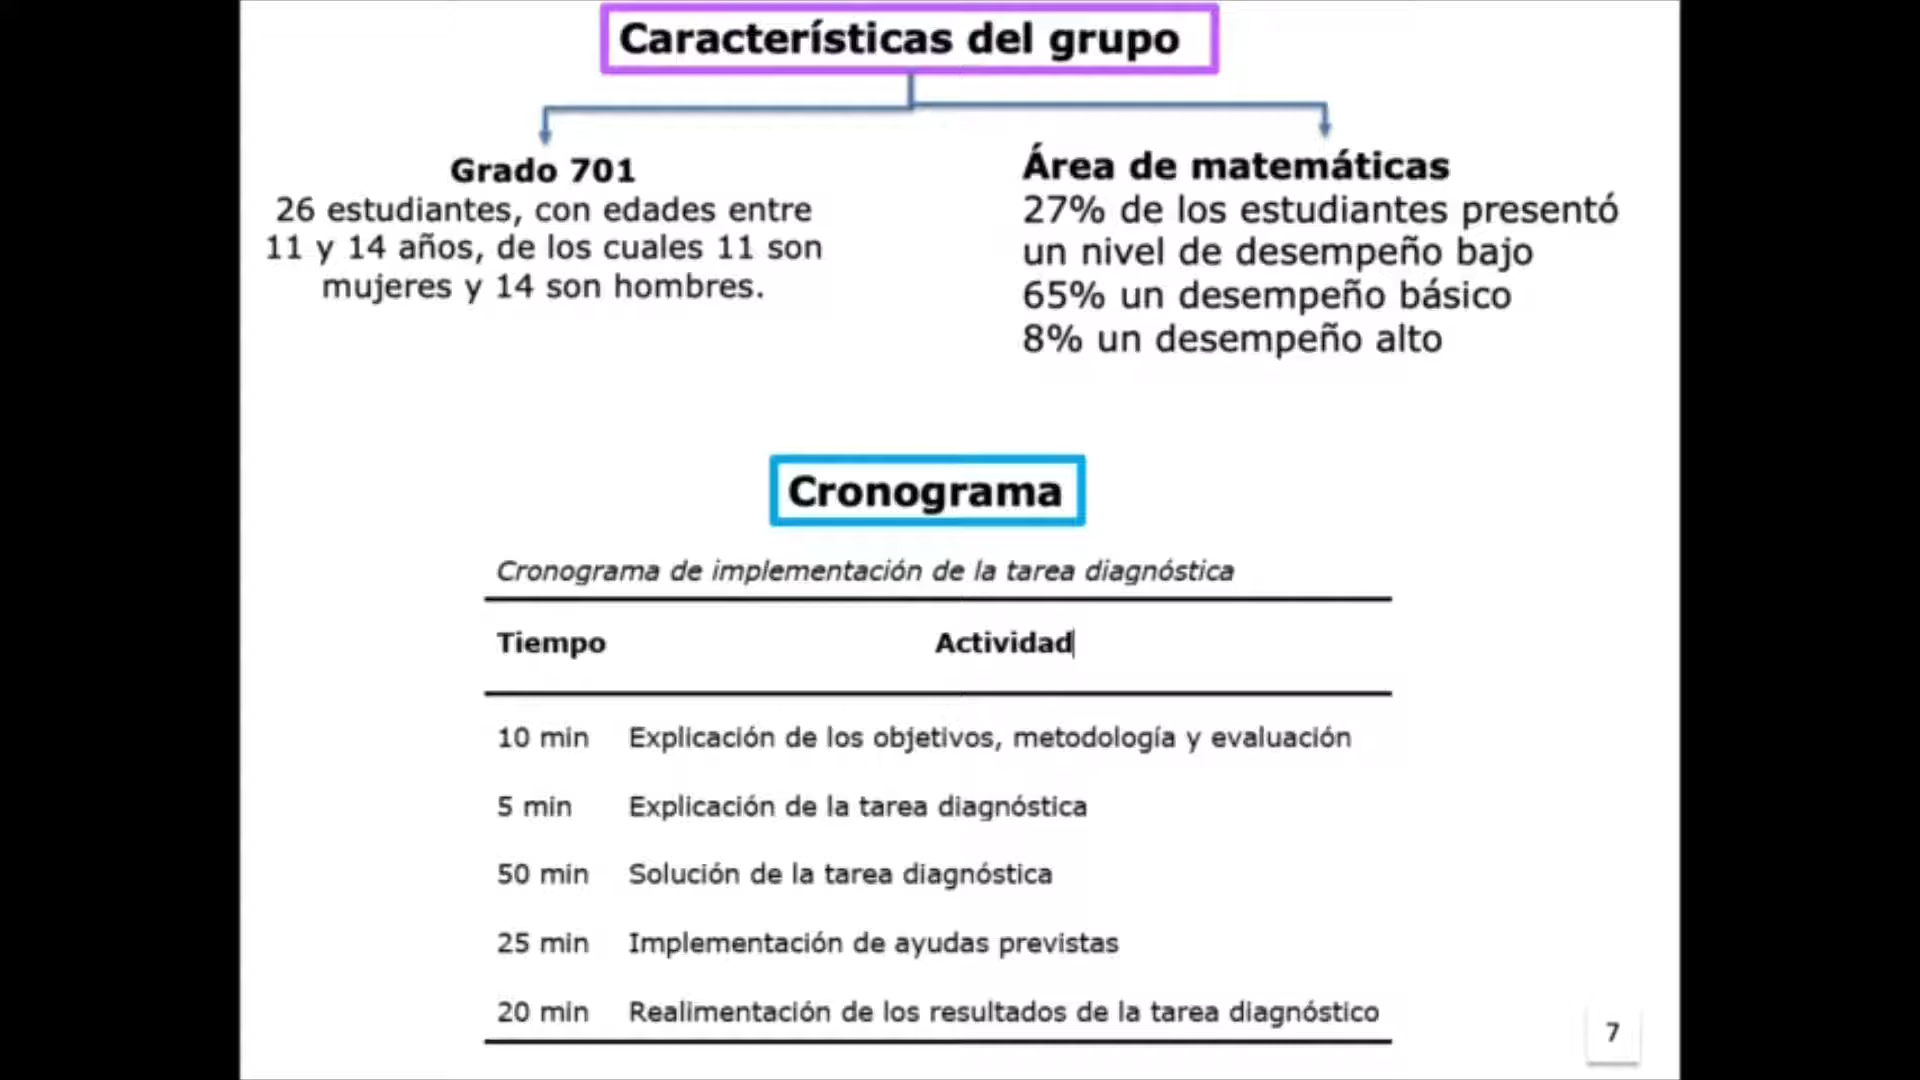 Características del grupo
Grado 701
26 estudiantes, con edades entre
11 y 14 años, de los cuales 11 son
mujeres y 14 son hombres.
Área de matemáticas
27% de los estudiantes presentó
un nivel de desempeño bajo
65% un desempeño básico
8% un desempeño alto
Cronograma
Cronograma de implementación de la tarea diagnóstica
Tiempo Actividad
10 min Explicación de los objetivos, metodología y evaluación
5 min Explicación de la tarea diagnóstica
50 min Solución de la tarea diagnóstica
25 min Implementación de ayudas previstas
20 min Realimentación de los resultados de la tarea diagnóstico
7